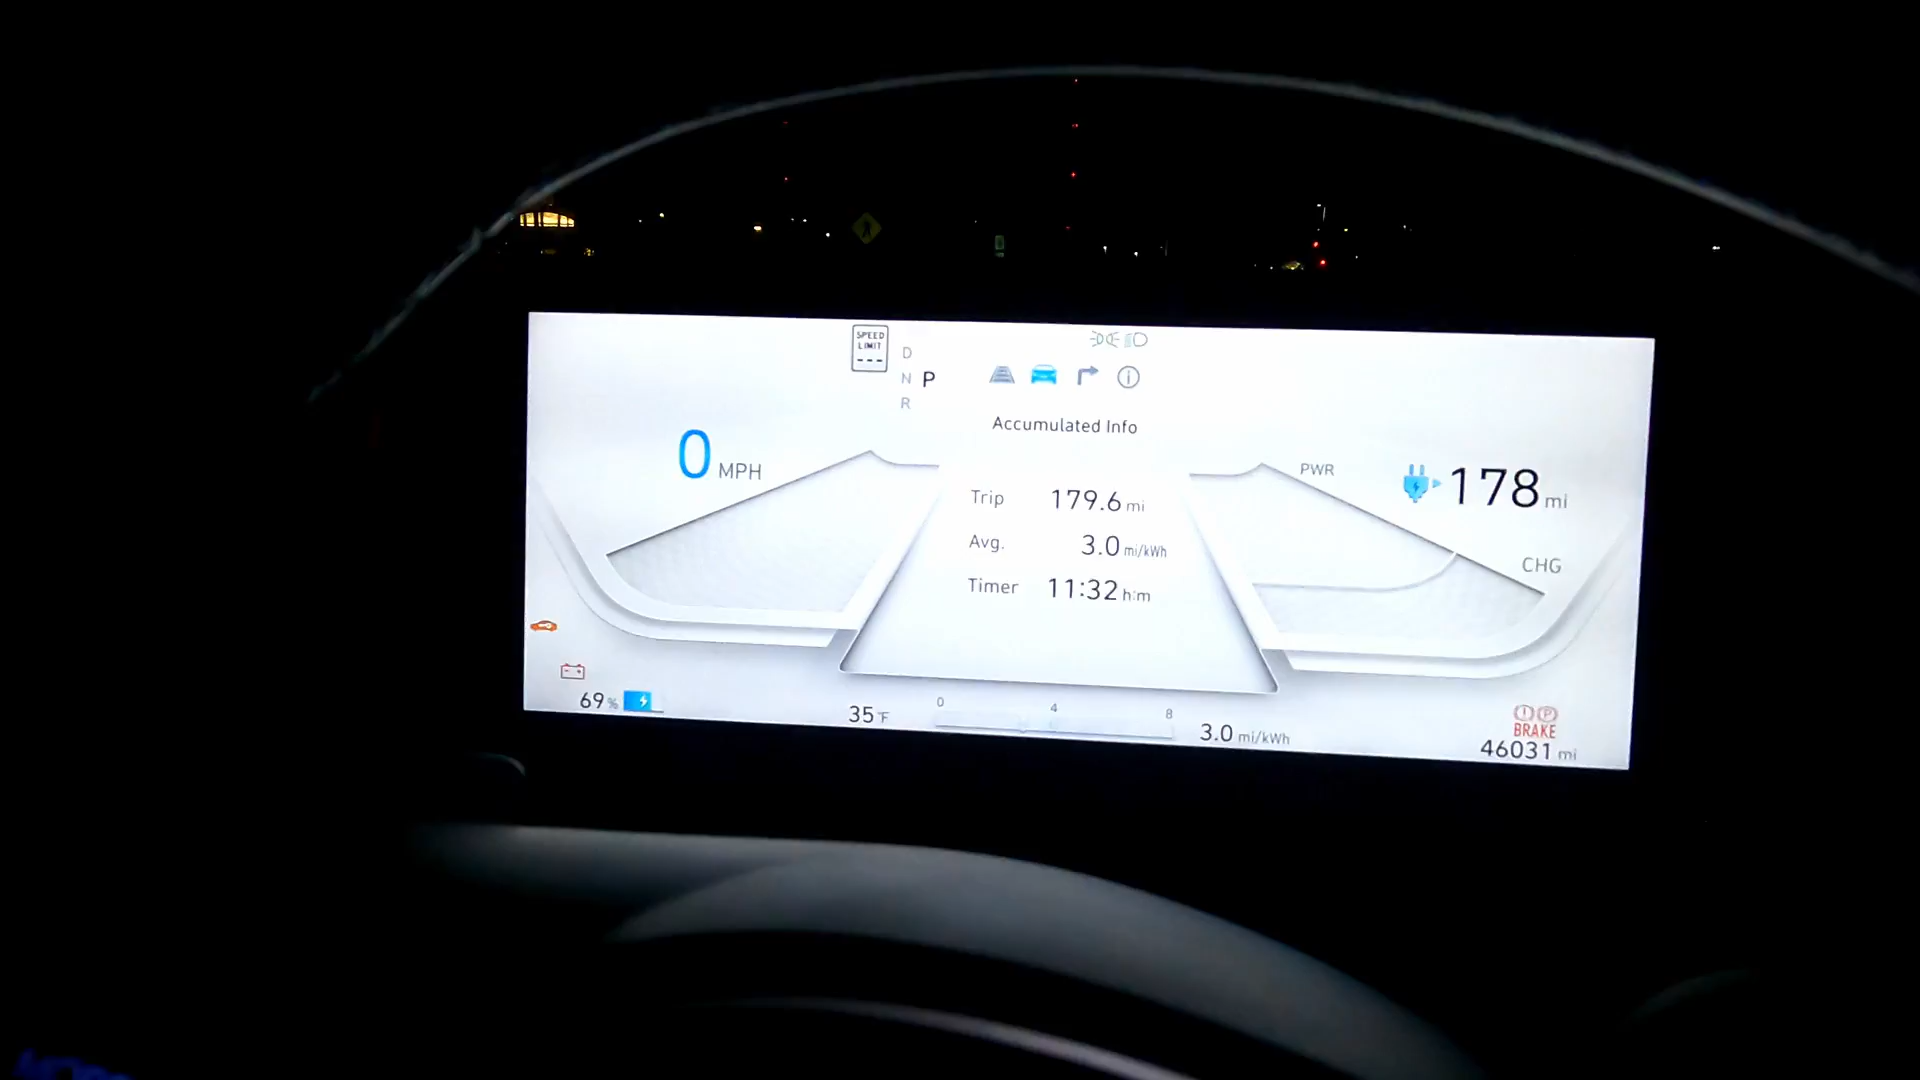 SPEED
LIMIT
---
D
N P
R
Accumulated Info
0 MPH
PWR
178 mi
Trip 179.6 mi
Avg. 3.0 mi/kWh
Timer 11:32 h:m
CHG
69%
35°F
0 4 8
3.0 mi/kWh
BRAKE
46031 mi